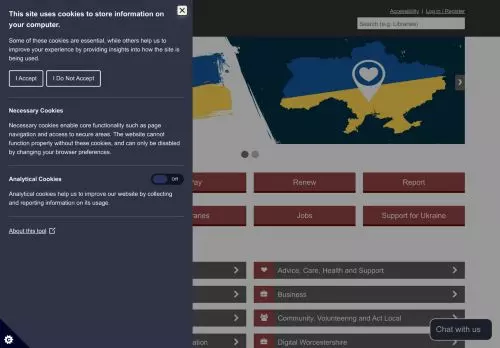 This site uses cookies to store information on
your computer.
Some of these cookies are essential, while others help us to
improve your experience by providing insights into how the site is
being used.
I Accept
I Do Not Accept
Necessary Cookies
Necessary cookies enable core functionality such as page
navigation and access to secure areas. The website cannot
function properly without these cookies, and can only be disabled
by changing your browser preferences.
Analytical Cookies
Off
Analytical cookies help us to improve our website by collecting
and reporting information on its usage.
About this tool
Accessibility | Log in / Register
Search (e.g. Libraries)
Pay
Renew
Report
Jobs
Support for Ukraine
Advice, Care, Health and Support
Business
Community, Volunteering and Act Local
Digital Worcestershire
Chat with us